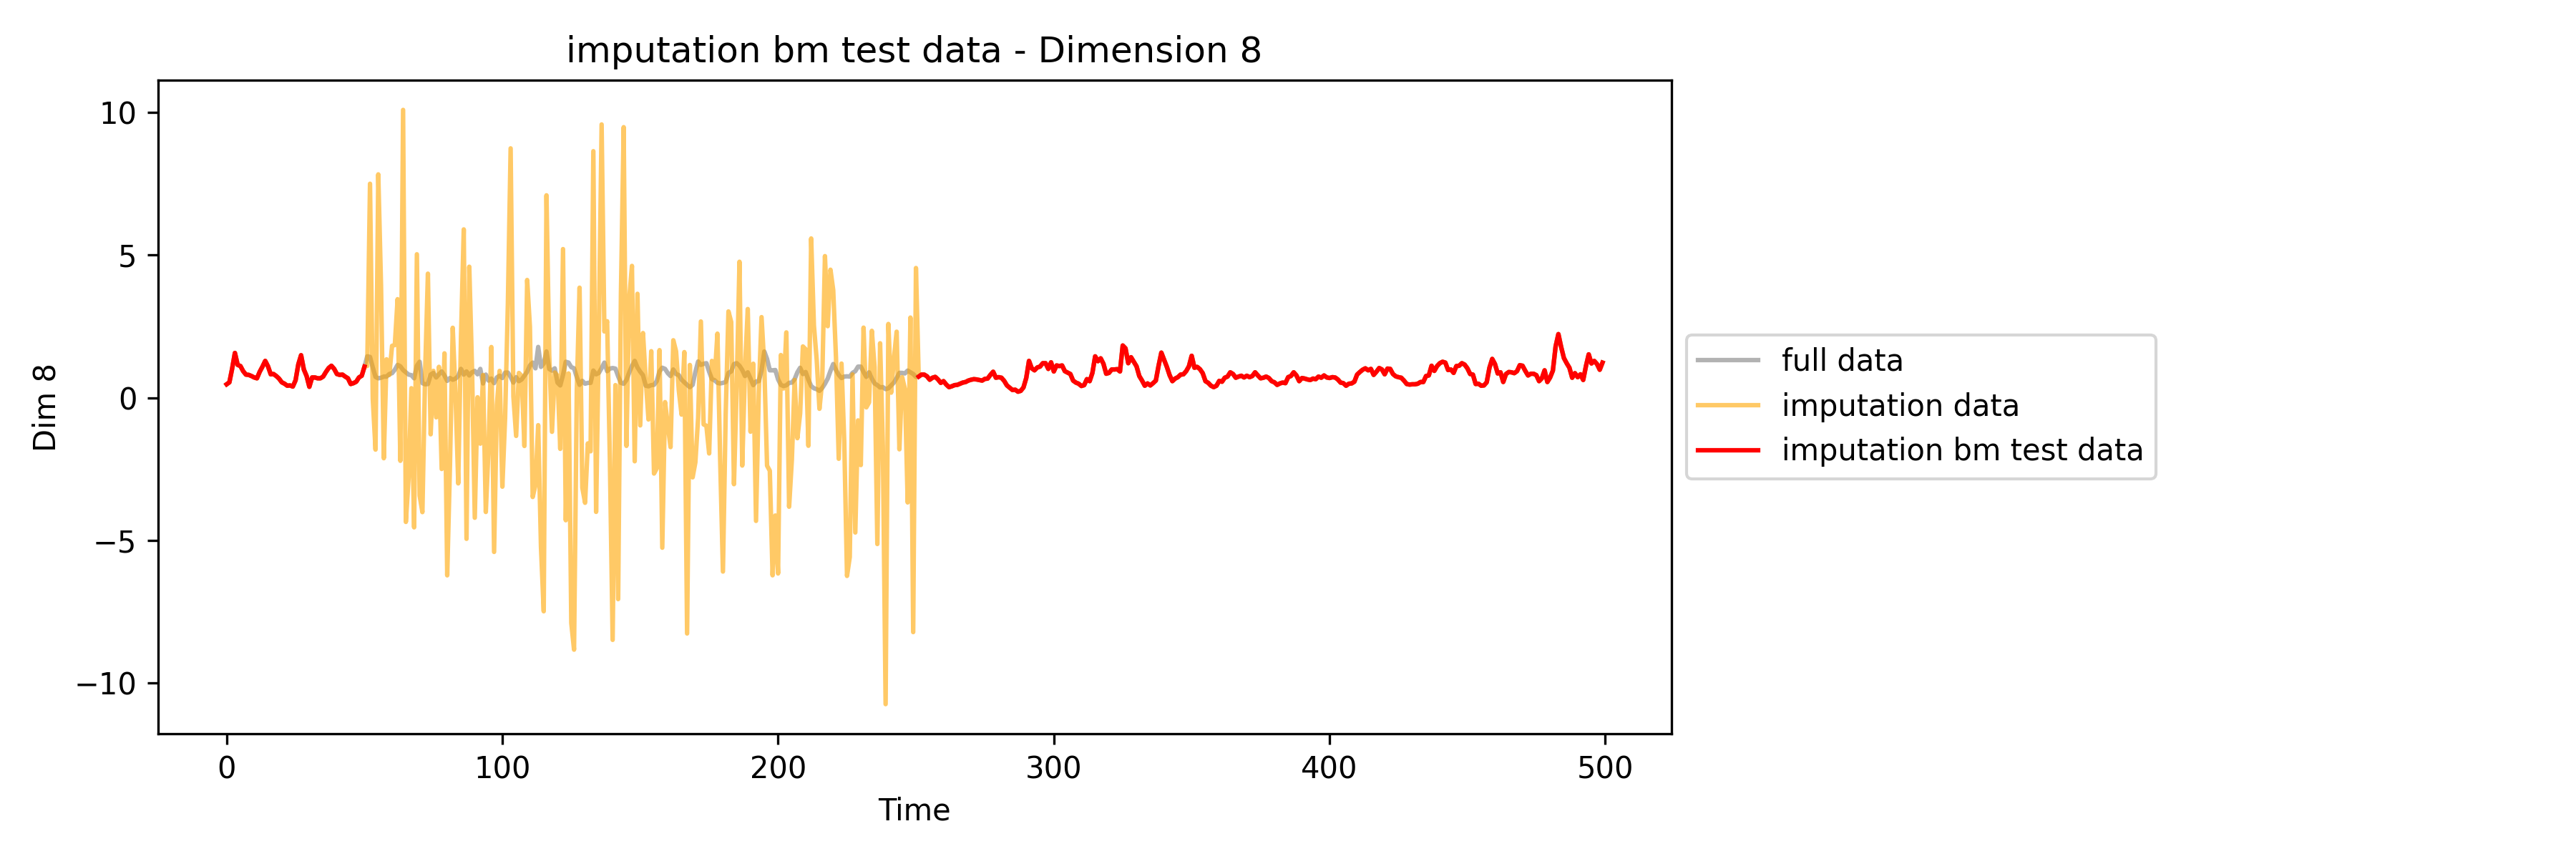 imputation bm test data - Dimension 8
10
5
0
−5
−10
Dim 8
0 100 200 300 400 500
Time
full data
imputation data
imputation bm test data